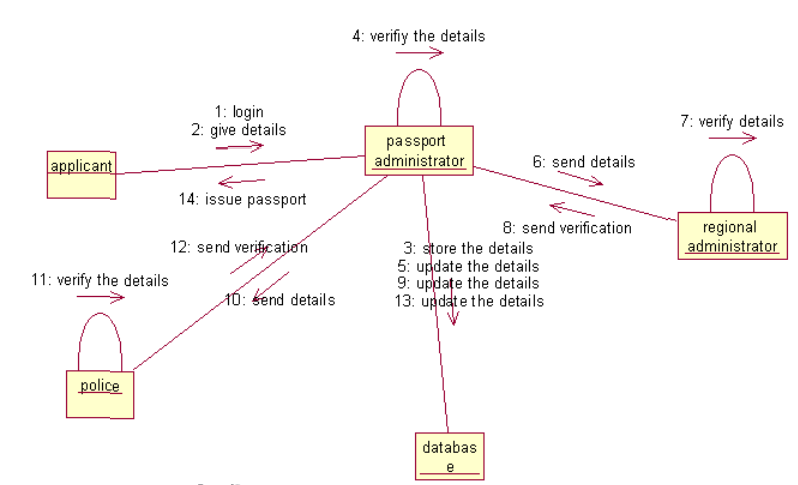 4: verifiy the details
1: login
2: give details
passport
administrator
7: verify details
applicant
6: send details
14: issue passport
8: send verification
regional
administrator
12: send verification
3: store the details
5: update the details
9: update the details
13: update the details
11: verify the details
10: send details
police
databas
e